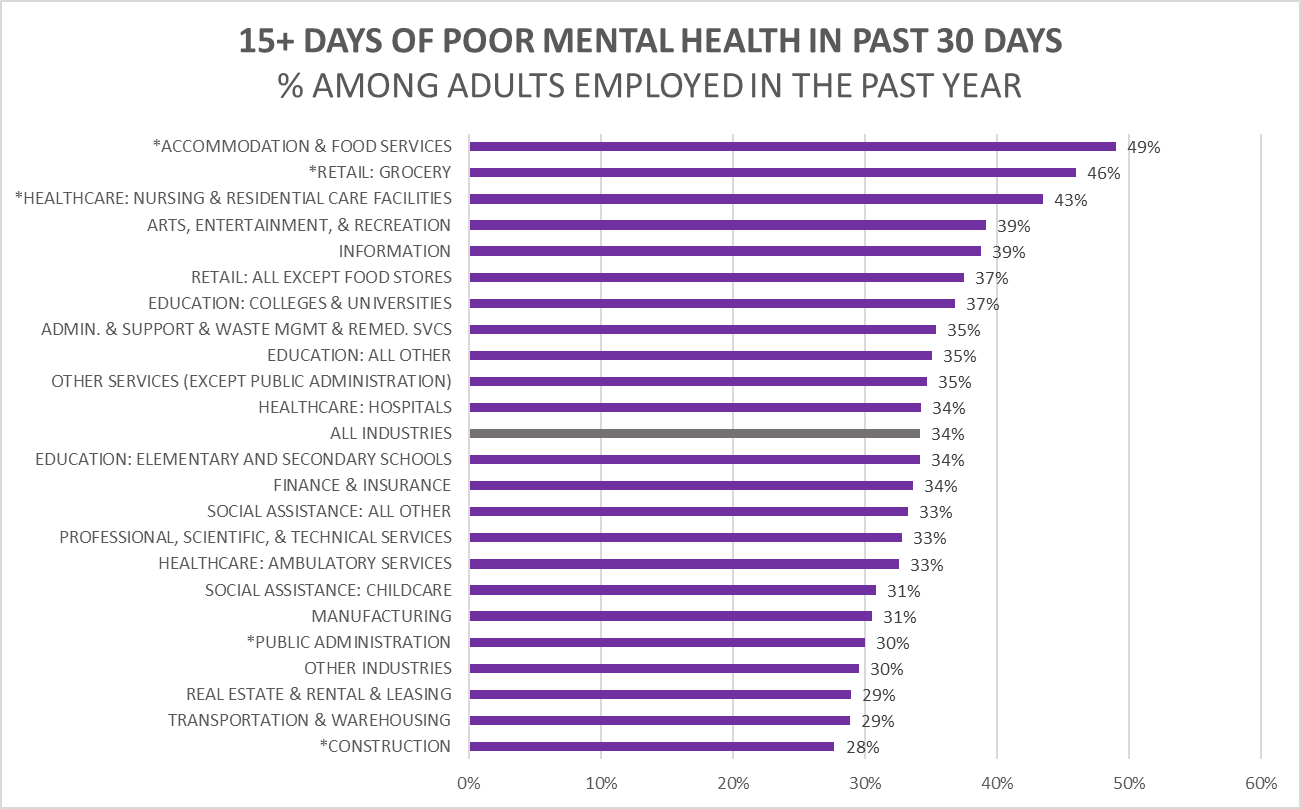 15+ DAYS OF POOR MENTAL HEALTH IN PAST 30 DAYS
% AMONG ADULTS EMPLOYED IN THE PAST YEAR
*ACCOMMODATION & FOOD SERVICES 49%
*RETAIL: GROCERY 46%
*HEALTHCARE: NURSING & RESIDENTIAL CARE FACILITIES 43%
ARTS, ENTERTAINMENT, & RECREATION 39%
INFORMATION 39%
RETAIL: ALL EXCEPT FOOD STORES 37%
EDUCATION: COLLEGES & UNIVERSITIES 37%
ADMIN. & SUPPORT & WASTE MGMT & REMED. SVCS 35%
EDUCATION: ALL OTHER 35%
OTHER SERVICES (EXCEPT PUBLIC ADMINISTRATION) 35%
HEALTHCARE: HOSPITALS 34%
ALL INDUSTRIES 34%
EDUCATION: ELEMENTARY AND SECONDARY SCHOOLS 34%
FINANCE & INSURANCE 34%
SOCIAL ASSISTANCE: ALL OTHER 33%
PROFESSIONAL, SCIENTIFIC, & TECHNICAL SERVICES 33%
HEALTHCARE: AMBULATORY SERVICES 33%
SOCIAL ASSISTANCE: CHILDCARE 31%
MANUFACTURING 31%
*PUBLIC ADMINISTRATION 30%
OTHER INDUSTRIES 30%
REAL ESTATE & RENTAL & LEASING 29%
TRANSPORTATION & WAREHOUSING 29%
*CONSTRUCTION 28%
0% 10% 20% 30% 40% 50% 60%